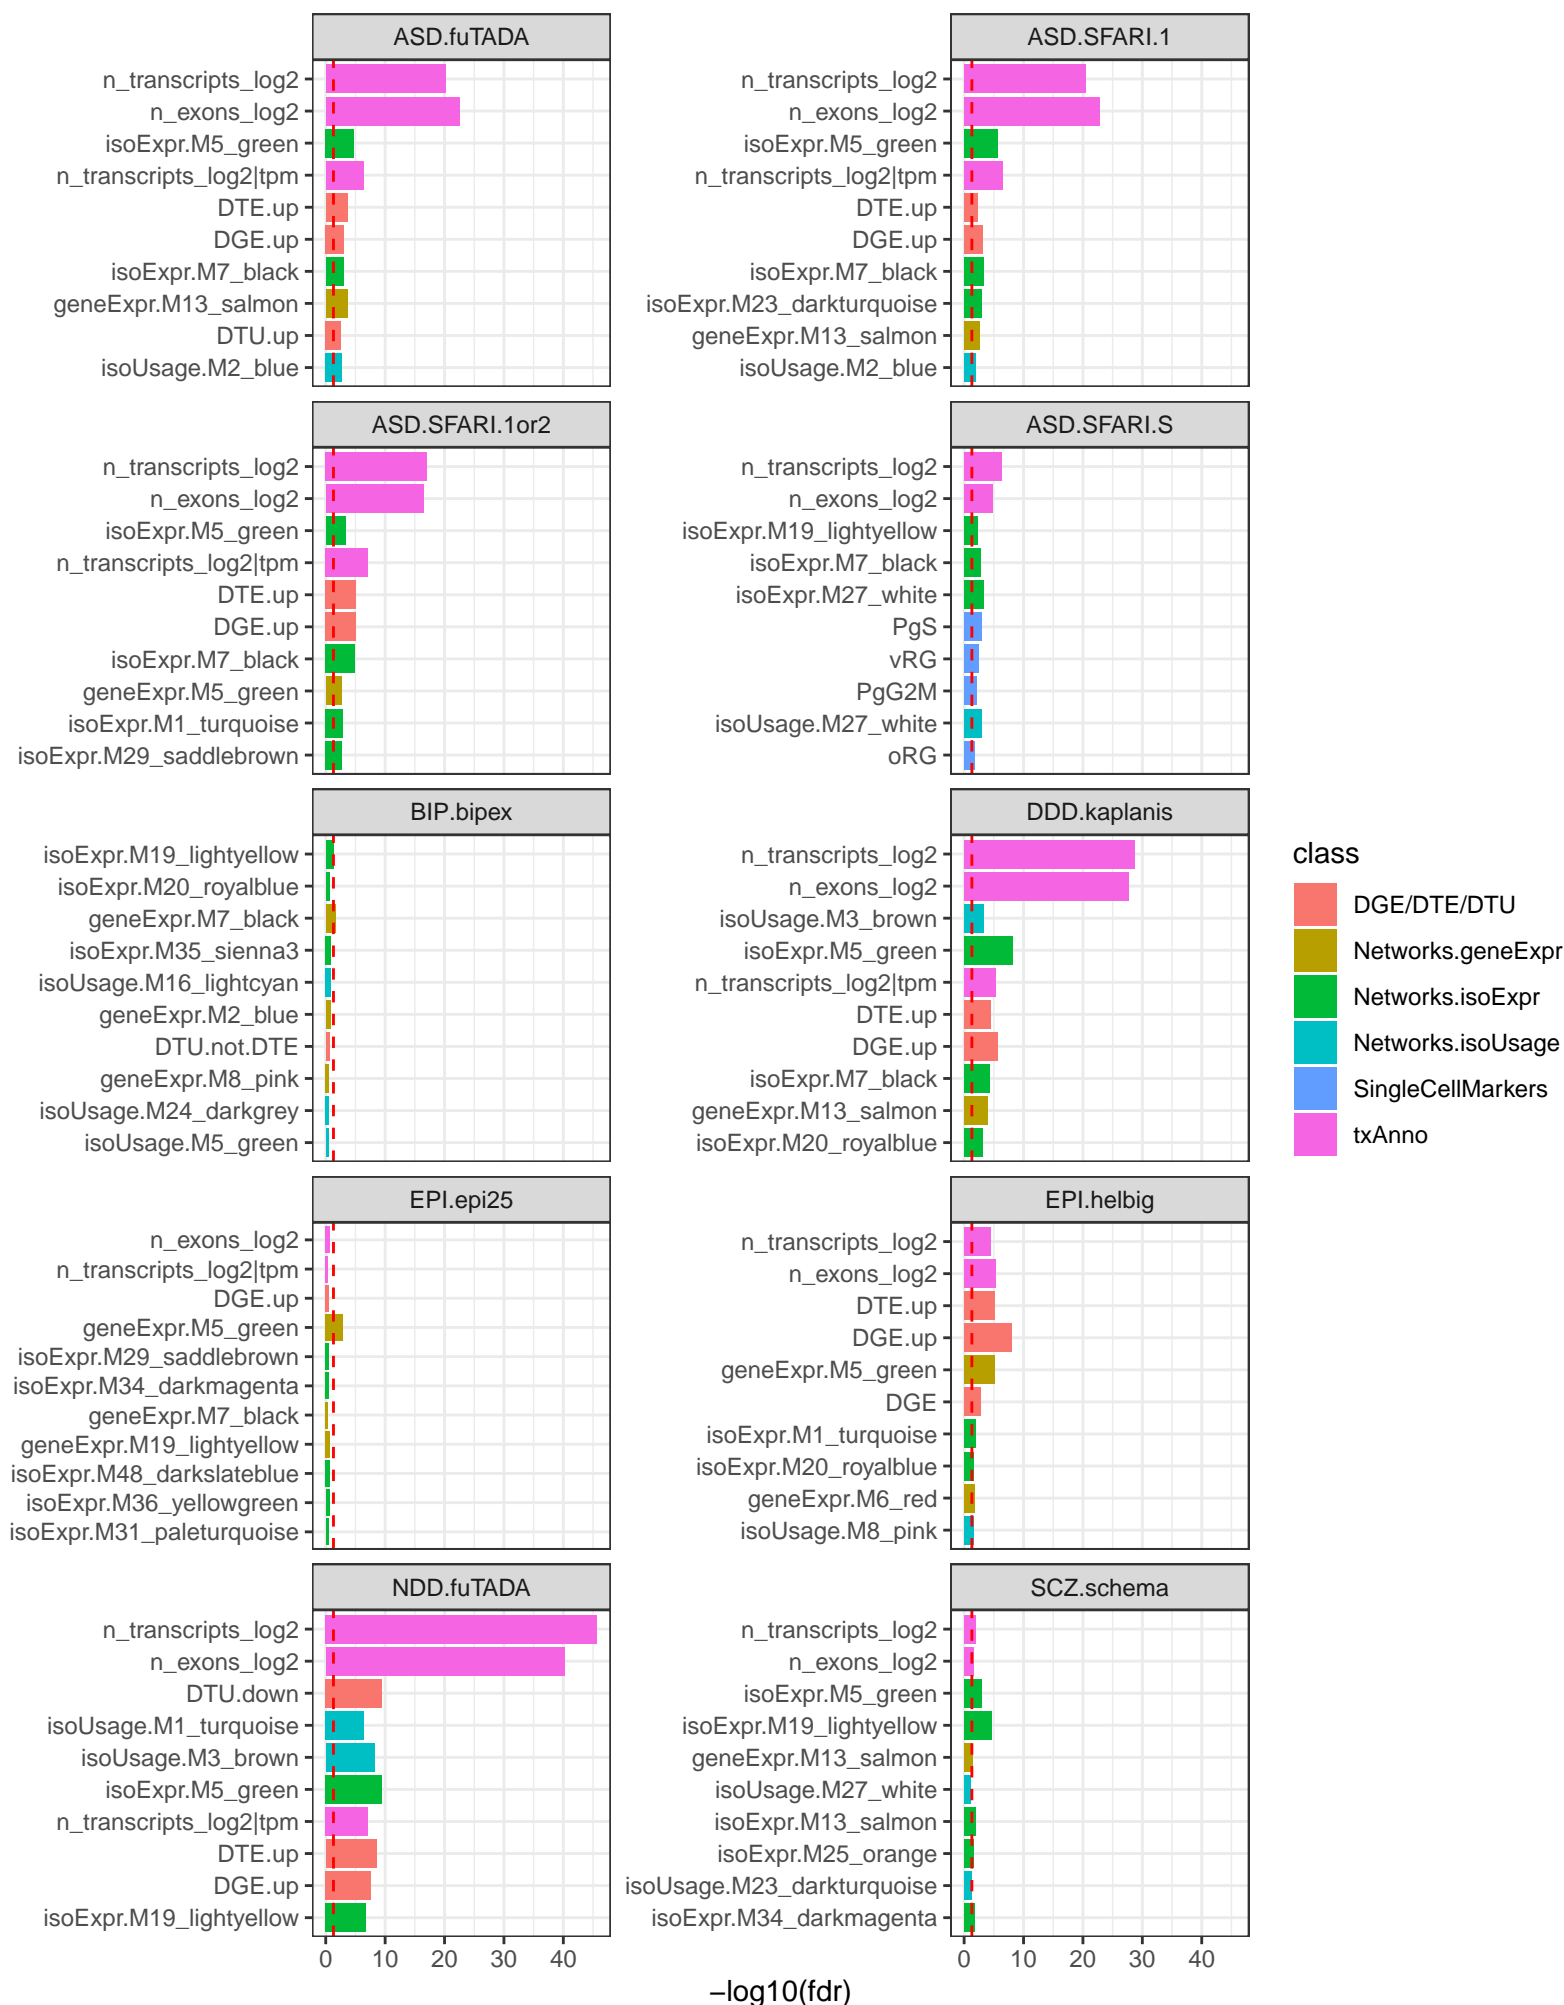 ASD.fuTADA
n_transcripts_log2
n_exons_log2
isoExpr.M5_green
n_transcripts_log2|tpm
DTE.up
DGE.up
isoExpr.M7_black
geneExpr.M13_salmon
DTU.up
isoUsage.M2_blue
ASD.SFARI.1
n_transcripts_log2
n_exons_log2
isoExpr.M5_green
n_transcripts_log2|tpm
DTE.up
DGE.up
isoExpr.M7_black
isoExpr.M23_darkturquoise
geneExpr.M13_salmon
isoUsage.M2_blue
ASD.SFARI.1or2
n_transcripts_log2
n_exons_log2
isoExpr.M5_green
n_transcripts_log2|tpm
DTE.up
DGE.up
isoExpr.M7_black
geneExpr.M5_green
isoExpr.M1_turquoise
isoExpr.M29_saddlebrown
ASD.SFARI.S
n_transcripts_log2
n_exons_log2
isoExpr.M19_lightyellow
isoExpr.M7_black
isoExpr.M27_white
PgS
vRG
PgG2M
isoUsage.M27_white
oRG
BIP.bipex
isoExpr.M19_lightyellow
isoExpr.M20_royalblue
geneExpr.M7_black
isoExpr.M35_sienna3
isoUsage.M16_lightcyan
geneExpr.M2_blue
DTU.not.DTE
geneExpr.M8_pink
isoUsage.M24_darkgrey
isoUsage.M5_green
DDD.kaplanis
n_transcripts_log2
n_exons_log2
isoUsage.M3_brown
isoExpr.M5_green
n_transcripts_log2|tpm
DTE.up
DGE.up
isoExpr.M7_black
geneExpr.M13_salmon
isoExpr.M20_royalblue
EPI.epi25
n_exons_log2
n_transcripts_log2|tpm
DGE.up
geneExpr.M5_green
isoExpr.M29_saddlebrown
isoExpr.M34_darkmagenta
geneExpr.M7_black
geneExpr.M19_lightyellow
isoExpr.M48_darkslateblue
isoExpr.M36_yellowgreen
isoExpr.M31_paleturquoise
EPI.helbig
n_transcripts_log2
n_exons_log2
DTE.up
DGE.up
geneExpr.M5_green
DGE
isoExpr.M1_turquoise
isoExpr.M20_royalblue
geneExpr.M6_red
isoUsage.M8_pink
NDD.fuTADA
n_transcripts_log2
n_exons_log2
DTU.down
isoUsage.M1_turquoise
isoUsage.M3_brown
isoExpr.M5_green
n_transcripts_log2|tpm
DTE.up
DGE.up
isoExpr.M19_lightyellow
0 10 20 30 40
SCZ.schema
n_transcripts_log2
n_exons_log2
isoExpr.M5_green
isoExpr.M19_lightyellow
geneExpr.M13_salmon
isoUsage.M27_white
isoExpr.M13_salmon
isoExpr.M25_orange
isoUsage.M23_darkturquoise
isoExpr.M34_darkmagenta
0 10 20 30 40
−log10(fdr)
class
DGE/DTE/DTU
Networks.geneExpr
Networks.isoExpr
Networks.isoUsage
SingleCellMarkers
txAnno